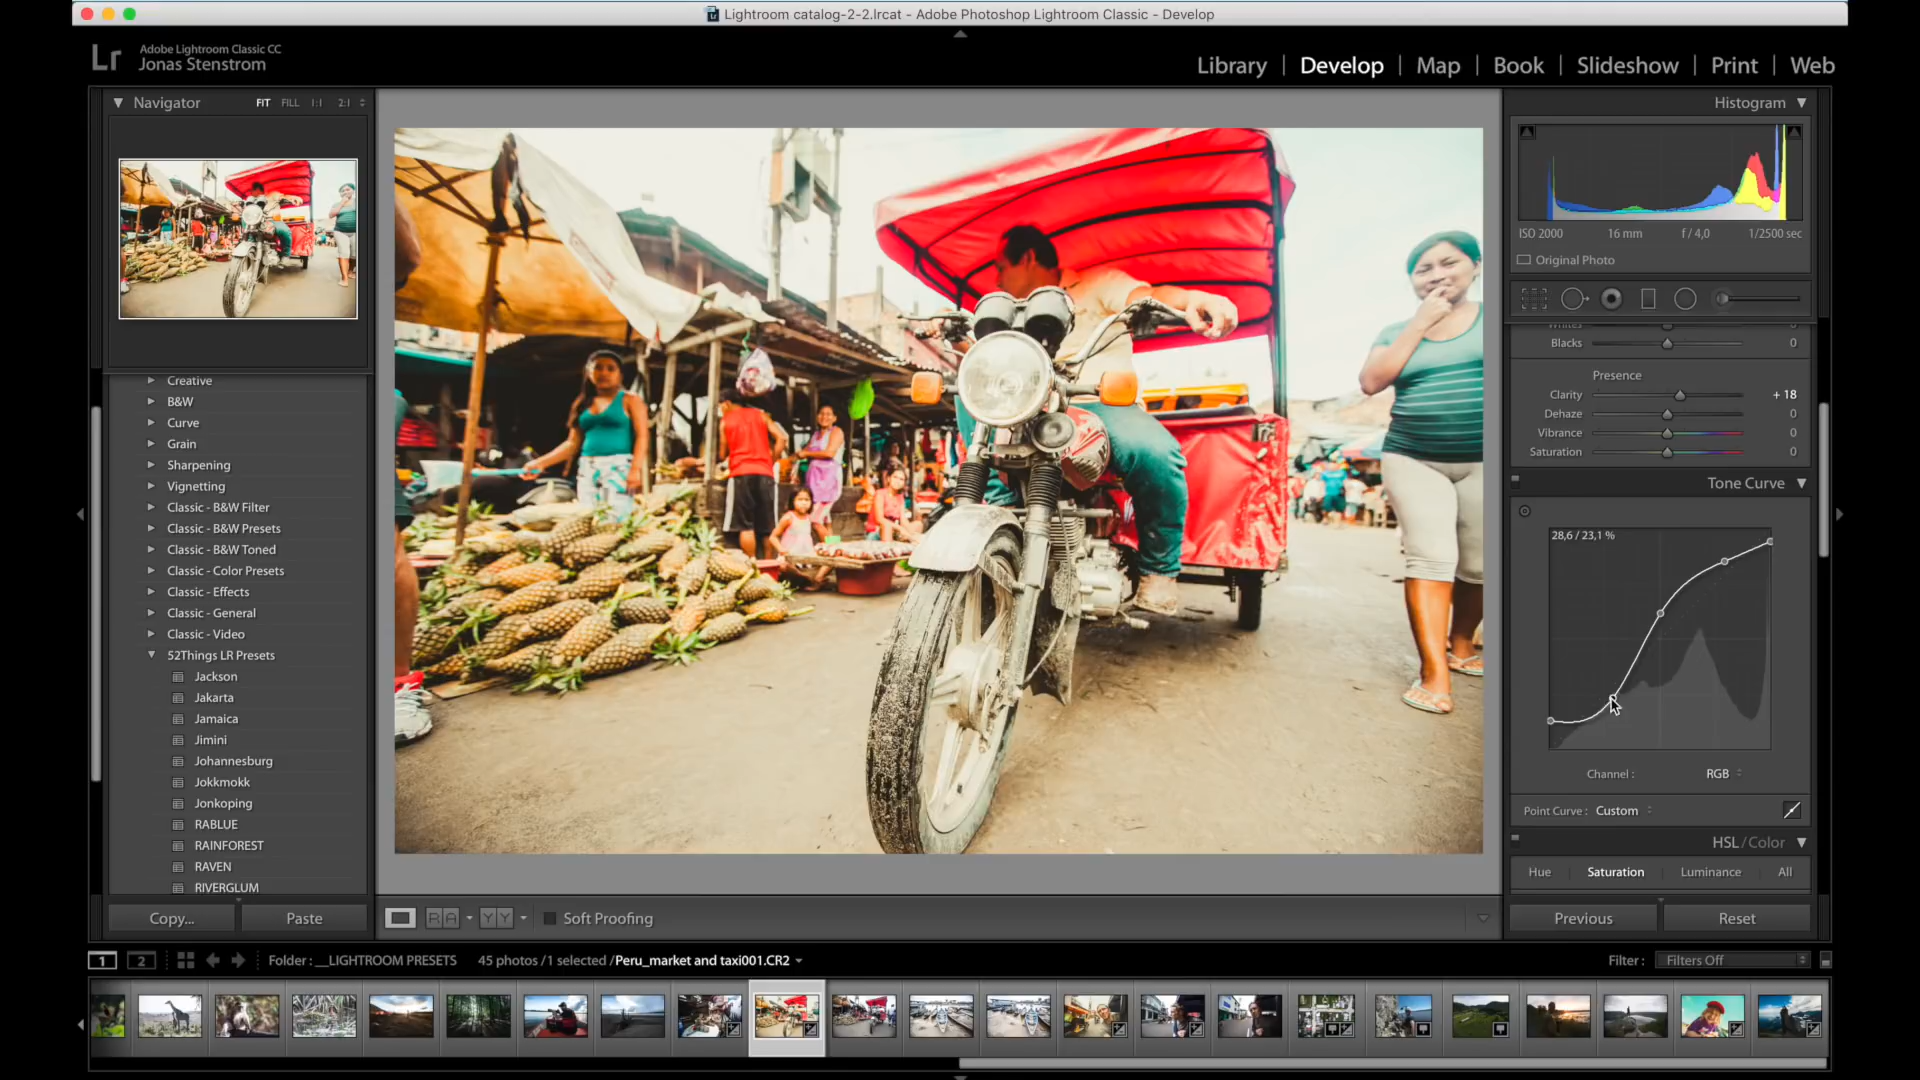 Lightroom catalog-2-2.lrcat - Adobe Photoshop Lightroom Classic - Develop
Lr
Adobe Lightroom Classic CC
Jonas Stenstrom
Library | Develop | Map | Book | Slideshow | Print | Web
Navigator FIT FILL 1:1 2:1
Creative
B&W
Curve
Grain
Sharpening
Vignetting
Classic - B&W Filter
Classic - B&W Presets
Classic - B&W Toned
Classic - Color Presets
Classic - Effects
Classic - General
Classic - Video
52Things LR Presets
Jackson
Jakarta
Jamaica
Jimini
Johannesburg
Jokkmokk
Jonkoping
RABLUE
RAINFOREST
RAVEN
RIVERGLUM
Copy... Paste
Histogram
ISO 2000 16 mm f / 4,0 1/2500 sec
Original Photo
Whites 0
Blacks 0
Presence
Clarity + 18
Dehaze 0
Vibrance 0
Saturation 0
Tone Curve
28,6 / 23,1 %
Channel : RGB
Point Curve : Custom
HSL / Color
Hue Saturation Luminance All
Previous Reset
R A Y Y Soft Proofing
1 2 Folder : __LIGHTROOM PRESETS 45 photos / 1 selected / Peru_market and taxi001.CR2 Filter : Filters Off